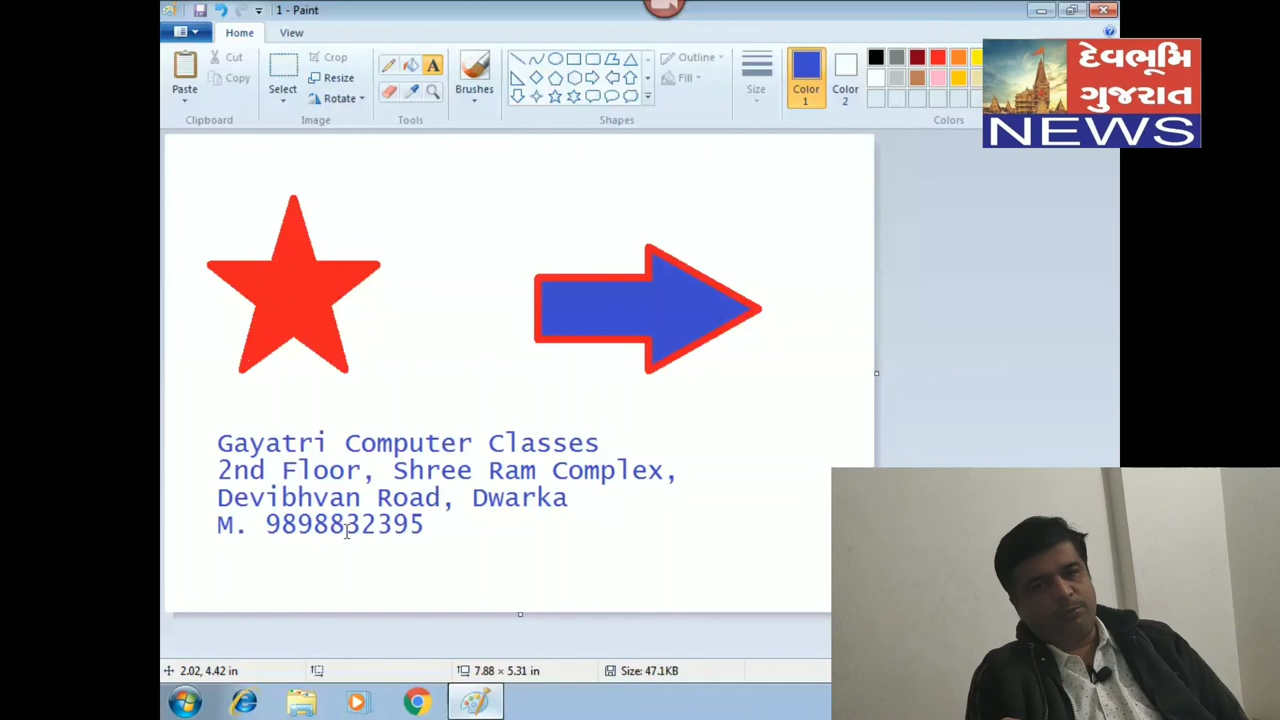 1 - Paint
Home
View
Paste
Cut
Copy
Clipboard
Select
Crop
Resize
Rotate
Image
A
Tools
Brushes
Outline
Fill
Shapes
Size
Color
1
Color
2
Colors
દેવભૂમિ
ગુજરાત
NEWS
Gayatri Computer Classes
2nd Floor, Shree Ram Complex,
Devibhvan Road, Dwarka
M. 9898832395
2.02, 4.42 in
7.88 × 5.31 in
Size: 47.1KB